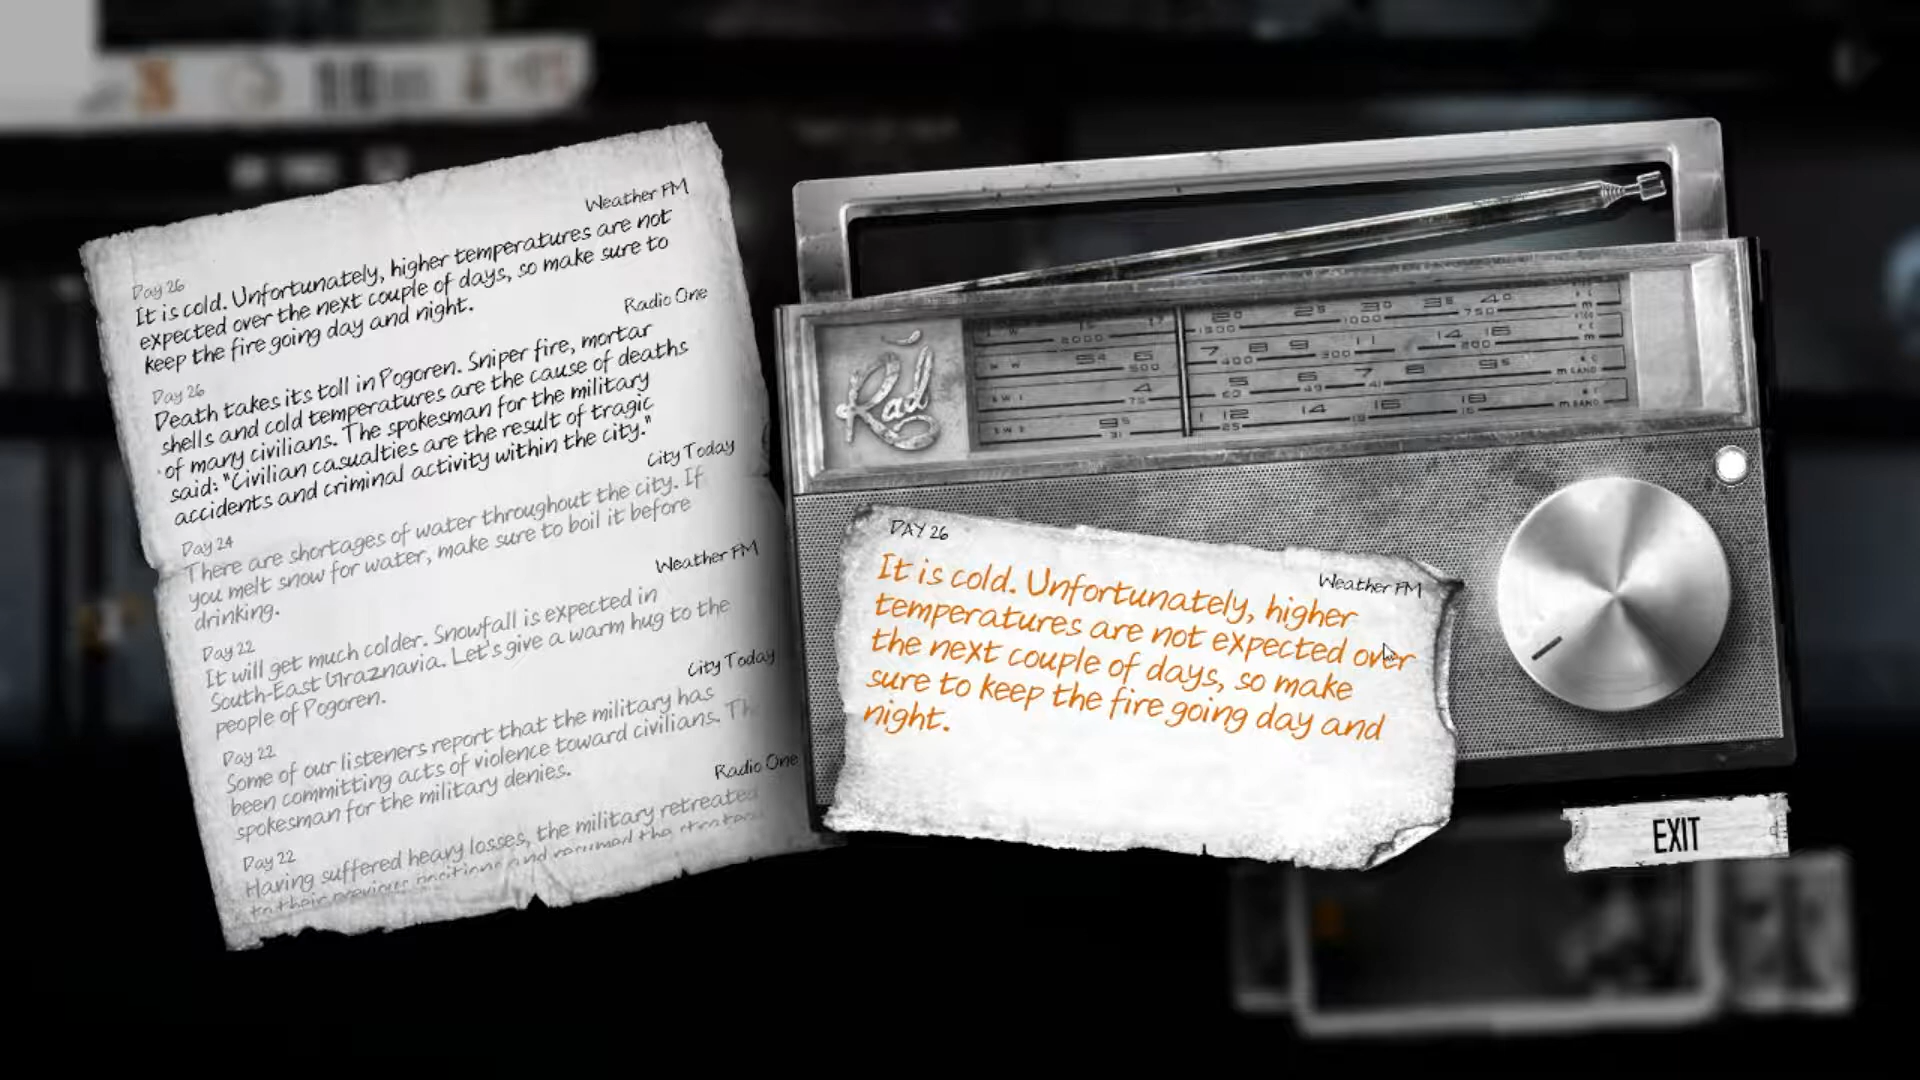 Weather FM
Day 26
It is cold. Unfortunately, higher temperatures are not
expected over the next couple of days, so make sure to
keep the fire going day and night.
Radio One
Day 26
Death takes its toll in Pogoren. Sniper fire, mortar
shells and cold temperatures are the cause of deaths
of many civilians. The spokesman for the military
said: "Civilian casualties are the result of tragic
accidents and criminal activity within the city."
City Today
Day 24
There are shortages of water throughout the city. If
you melt snow for water, make sure to boil it before
drinking.
Weather FM
Day 22
It will get much colder. Snowfall is expected in
South-East Graznavia. Let's give a warm hug to the
people of Pogoren.
City Today
Day 22
Some of our listeners report that the military has
been committing acts of violence toward civilians. Th
spokesman for the military denies.
Radio One
Day 22
Having suffered heavy losses, the military retreated
to their previous positions and resumed the
Rad
DAY 26
Weather FM
It is cold. Unfortunately, higher
temperatures are not expected over
the next couple of days, so make
sure to keep the fire going day and
night.
EXIT